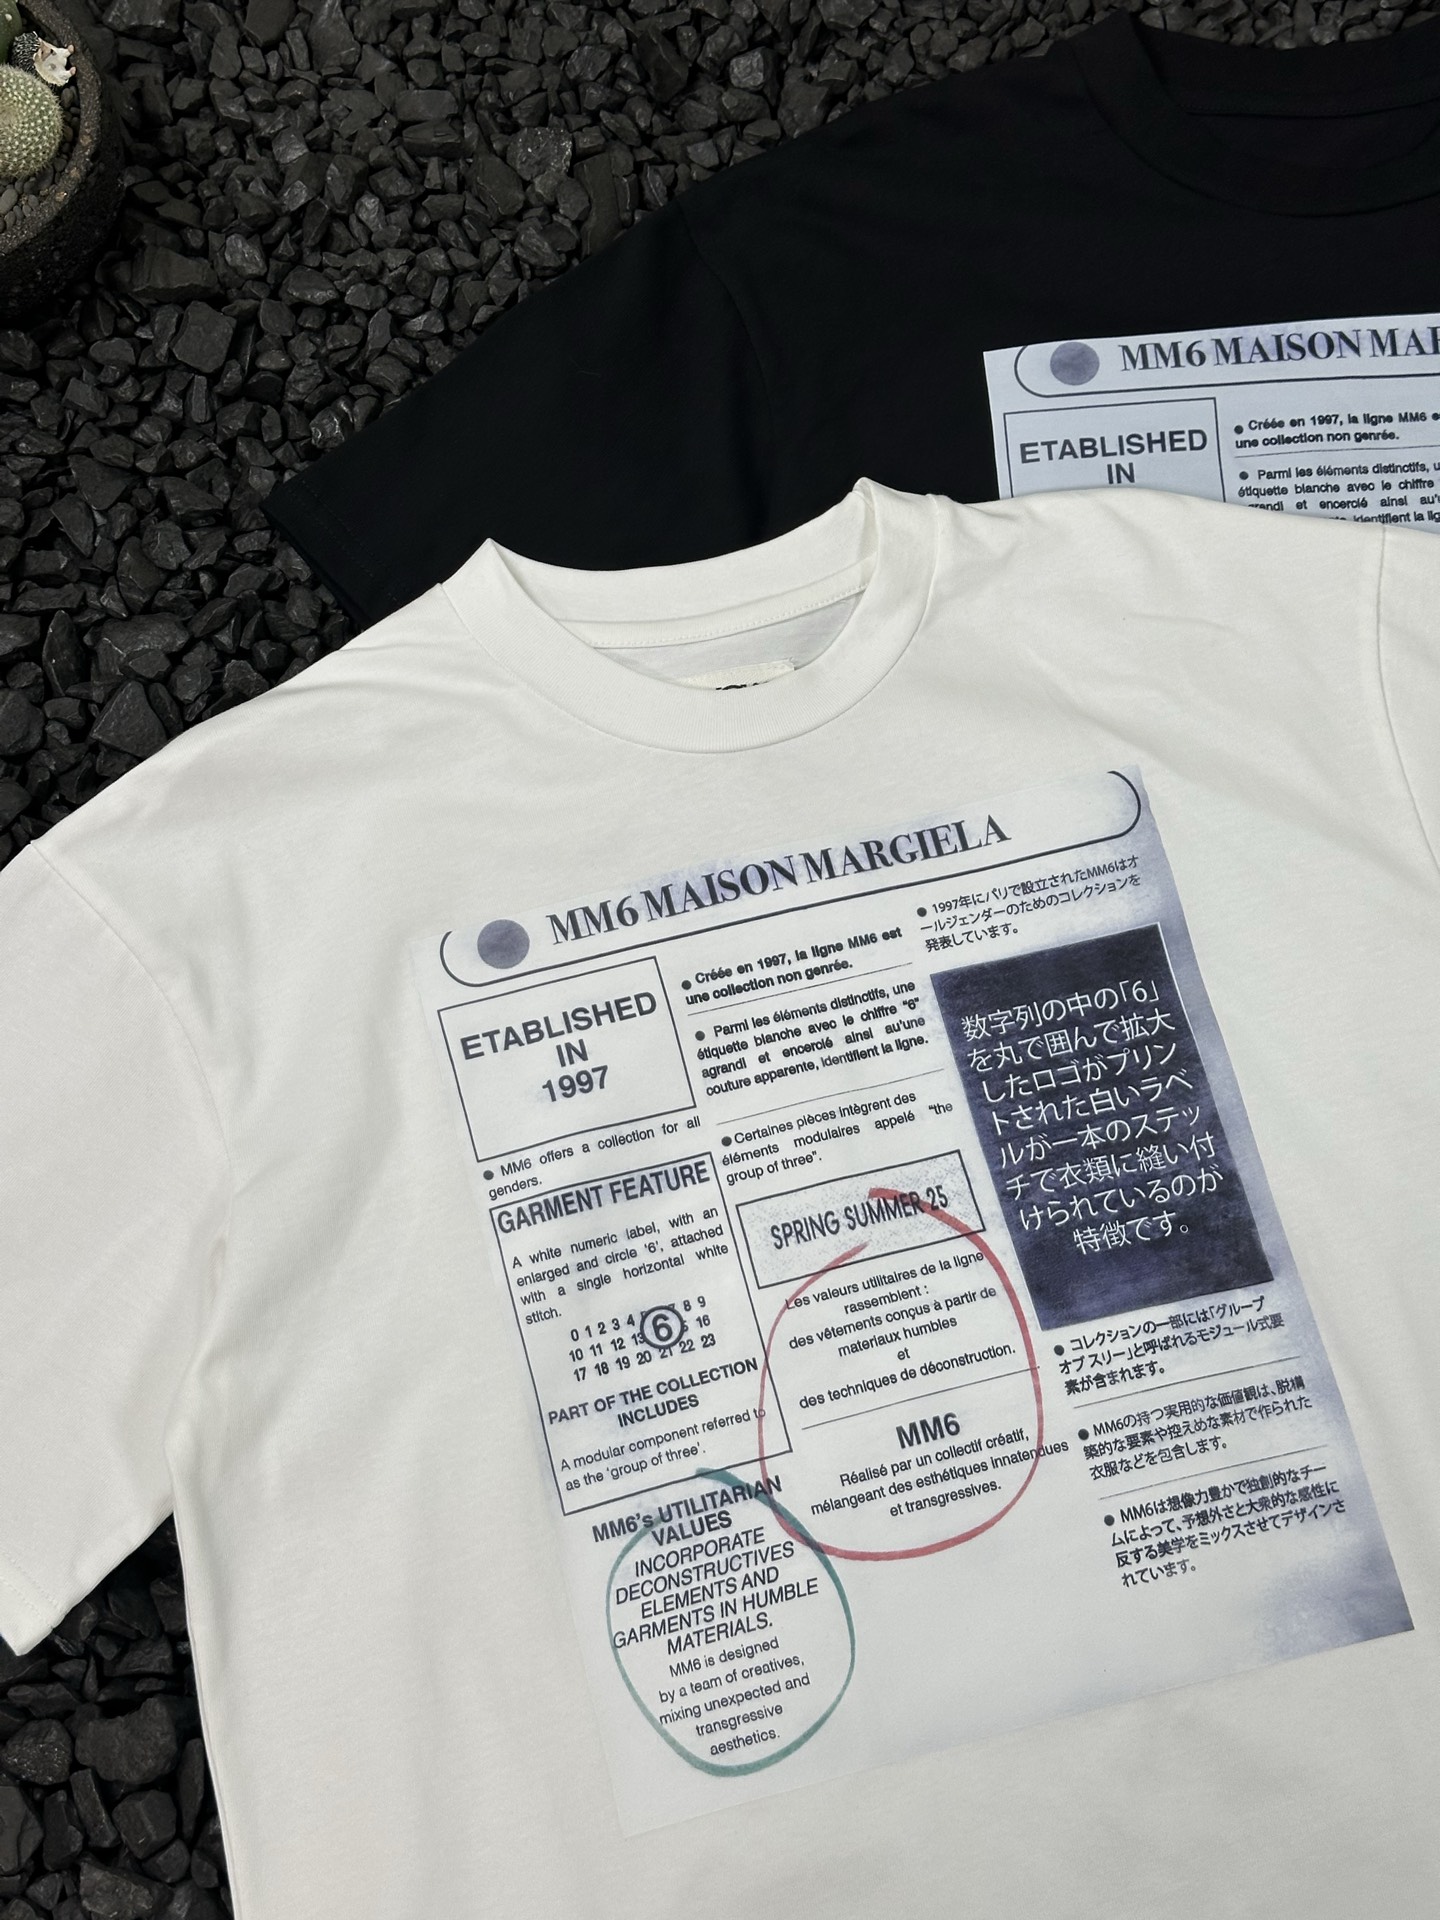 MM6 MAISON MAR
ETABLISHED
IN
● Créée en 1997, la ligne MM6
une collection non genrée.
● Parmi les éléments distinctifs,
étiquette blanche avec le chiffre
et encerclé ainsi
identifient la
MM6 MAISON MARGIELA
ETABLISHED
IN
1997
● MM6 offers a collection for all
genders.
GARMENT FEATURE
A white numeric label, with an
enlarged and circle '6', attached
with a single horizontal white
stitch.
0 1 2 3 4 6 7 8 9
10 11 12 13 16
17 18 19 20 21 22 23
PART OF THE COLLECTION
INCLUDES
A modular component referred to
as the 'group of three'.
MM6's UTILITARIAN
VALUES
INCORPORATE
DECONSTRUCTIVES
ELEMENTS AND
GARMENTS IN HUMBLE
MATERIALS.
MM6 is designed
by a team of creatives,
mixing unexpected and
transgressive
aesthetics.
● Créée en 1997, la ligne MM6 est
une collection non genrée.
● Parmi les éléments distinctifs, une
étiquette blanche avec le chiffre "6"
agrandi et encerclé ainsi au'une
couture apparente, identifient la ligne.
● Certaines pièces intègrent des
éléments modulaires appelé "the
group of three".
SPRING SUMMER 25
Les valeurs utilitaires de la ligne
rassemblent :
des vêtements conçus à partir de
materlaux humbles
et
des techniques de déconstruction.
MM6
Réalisé par un collectif créatif,
mélangeant des esthétiques innatendues
et transgressives.
● 1997年にパリで設立されたMM6はオ
ールジェンダーのためのコレクションを
発表しています。
数字列の中の「6」
を丸で囲んで拡大
したロゴがプリン
トされた白いラベ
ルが一本のステッ
チで衣類に縫い付
けられているのが
特徴です。
● コレクションの一部には「グループ
オブ スリー」と呼ばれるモジュール式要
素が含まれます。
● MM6の持つ実用的な価値観は、脱構
築的な要素や控えめな素材で作られた
衣服などを包含します。
● MM6は想像力豊かで独創的なチー
ムによって、予想外さと大衆的な感性に
反する美学をミックスさせてデザインさ
れています。